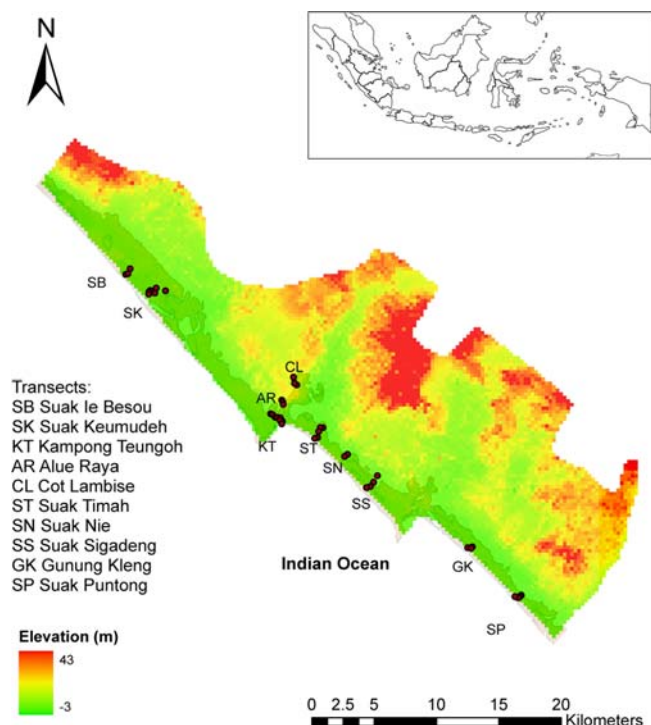 N
SB
SK
CL
AR
KT
ST
SN
SS
GK
SP
Indian Ocean
Transects:
SB Suak Ie Besou
SK Suak Keumudeh
KT Kampong Teungoh
AR Alue Raya
CL Cot Lambise
ST Suak Timah
SN Suak Nie
SS Suak Sigadeng
GK Gunung Kleng
SP Suak Puntong
Elevation (m)
43
-3
0 2.5 5 10 15 20
Kilometers